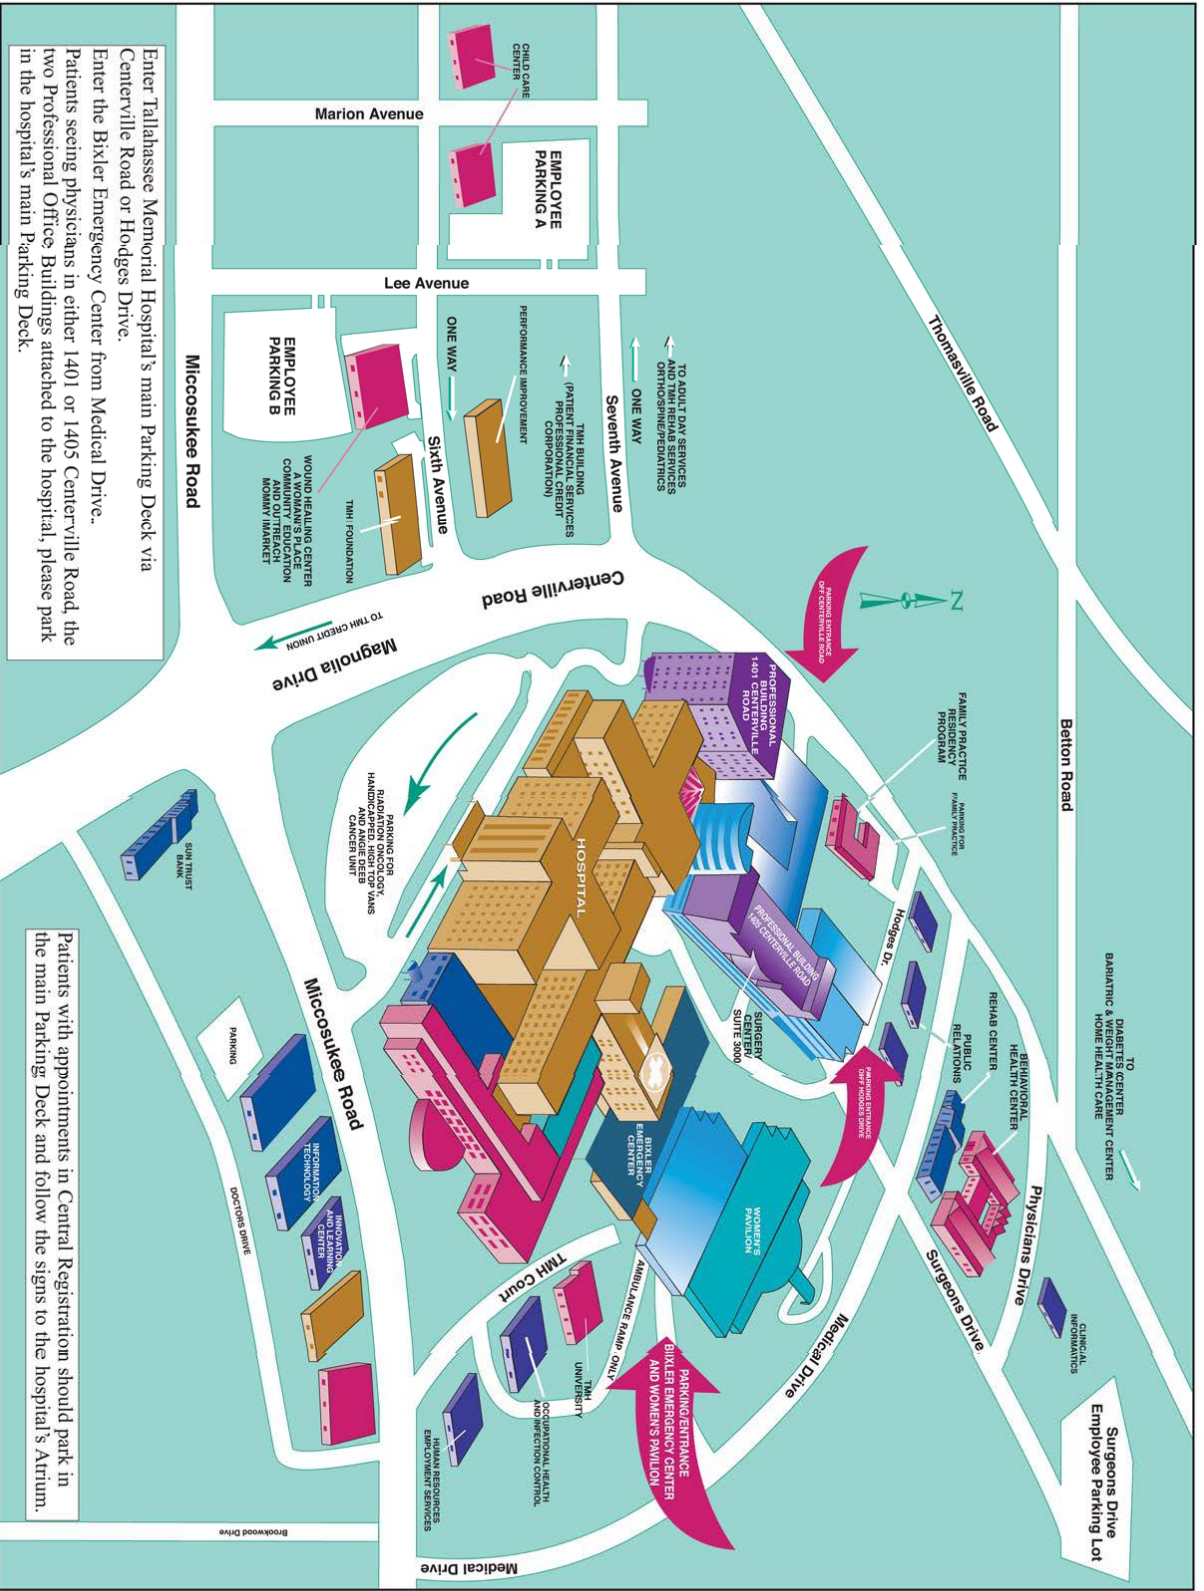 Thomasville Road
Betton Road
TO
DIABETES (CENTER
BARIATRIC & WEIGHT MANAGEMENT CENTER
HOME HEALTH CARE
Surgeons Drive
Employee Parking Lot
CLINICAL
INFORMATICS
Physicians Drive
Surgeons Drive
BEHAVIORAL
HEALTH CENTER
REHAB CENTER
PUBLIC
RELATIONS
FAMILY PRACTICE
RESIDENCY
PROGRAM
PARKING FOR
FAMILY PRACTICE
N
PARKING ENTRANCE
OFF CENTERVILLE ROAD
Hodges Dr.
PARKING ENTRANCE
OFF HODGES DRIVE
Medical Drive
TO ADULT DAY SERVICES
AND TMH REHAB SERVICES
ORTHO/SPINE/PEDIATRICS
ONE WAY
Seventh Avenue
TMH BUILDING
(PATIENT FINANCIAL SERVICES
PROFESSIONAL CREDIT
CORPORATION)
PERFORMANCE IMPROVEMENT
CHILD CARE
CENTER
EMPLOYEE
PARKING A
Marion Avenue
Lee Avenue
ONE WAY
Sixth Avenue
EMPLOYEE
PARKING B
TMH FOUNDATION
WOUND HEALING CENTER
A WOMAN'S PLACE
COMMUNITY EDUCATION
AND OUTREACH
MOMMY MARKET
Centerville Road
Magnolia Drive
TO TMH CREDIT UNION
Miccosukee Road
PROFESSIONAL
BUILDING
1401 CENTERVILLE
ROAD
PROFESSIONAL BUILDING
1405 CENTERVILLE ROAD
SURGERY
CENTER/
SUITE 3000
HOSPITAL
BIXLER
EMERGENCY
CENTER
WOMEN'S
PAVILION
PARKING/ENTRANCE
BIXLER EMERGENCY CENTER
AND WOMEN'S PAVILION
AMBULANCE RAMP ONLY
TMH Court
TMH
UNIVERSITY
OCCUPATIONAL HEALTH
AND INFECTION CONTROL
HUMAN RESOURCES
EMPLOYMENT SERVICES
Medical Drive
PARKING FOR
RADIATION ONCOLOGY,
HANDICAPPED, HIGH TOP VANS
AND ANGIE DEEB
CANCER UNIT
Miccosukee Road
SUN TRUST
BANK
PARKING
INFORMATION
TECHNOLOGY
INNOVATION
AND LEARNING
CENTER
DOCTORS DRIVE
Brookwood Drive
Enter Tallahassee Memorial Hospital's main Parking Deck via
Centerville Road or Hodges Drive.
Enter the Bixler Emergency Center from Medical Drive..
Patients seeing physicians in either 1401 or 1405 Centerville Road, the
two Professional Office Buildings attached to the hospital, please park
in the hospital's main Parking Deck.
Patients with appointments in Central Registration should park in
the main Parking Deck and follow the signs to the hospital's Atrium.